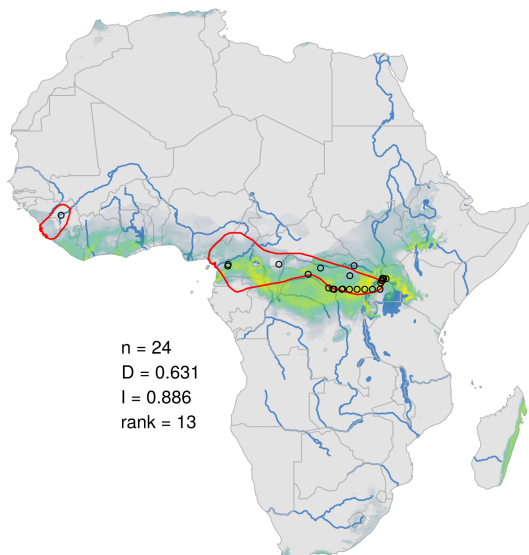 n = 24
D = 0.631
I = 0.886
rank = 13